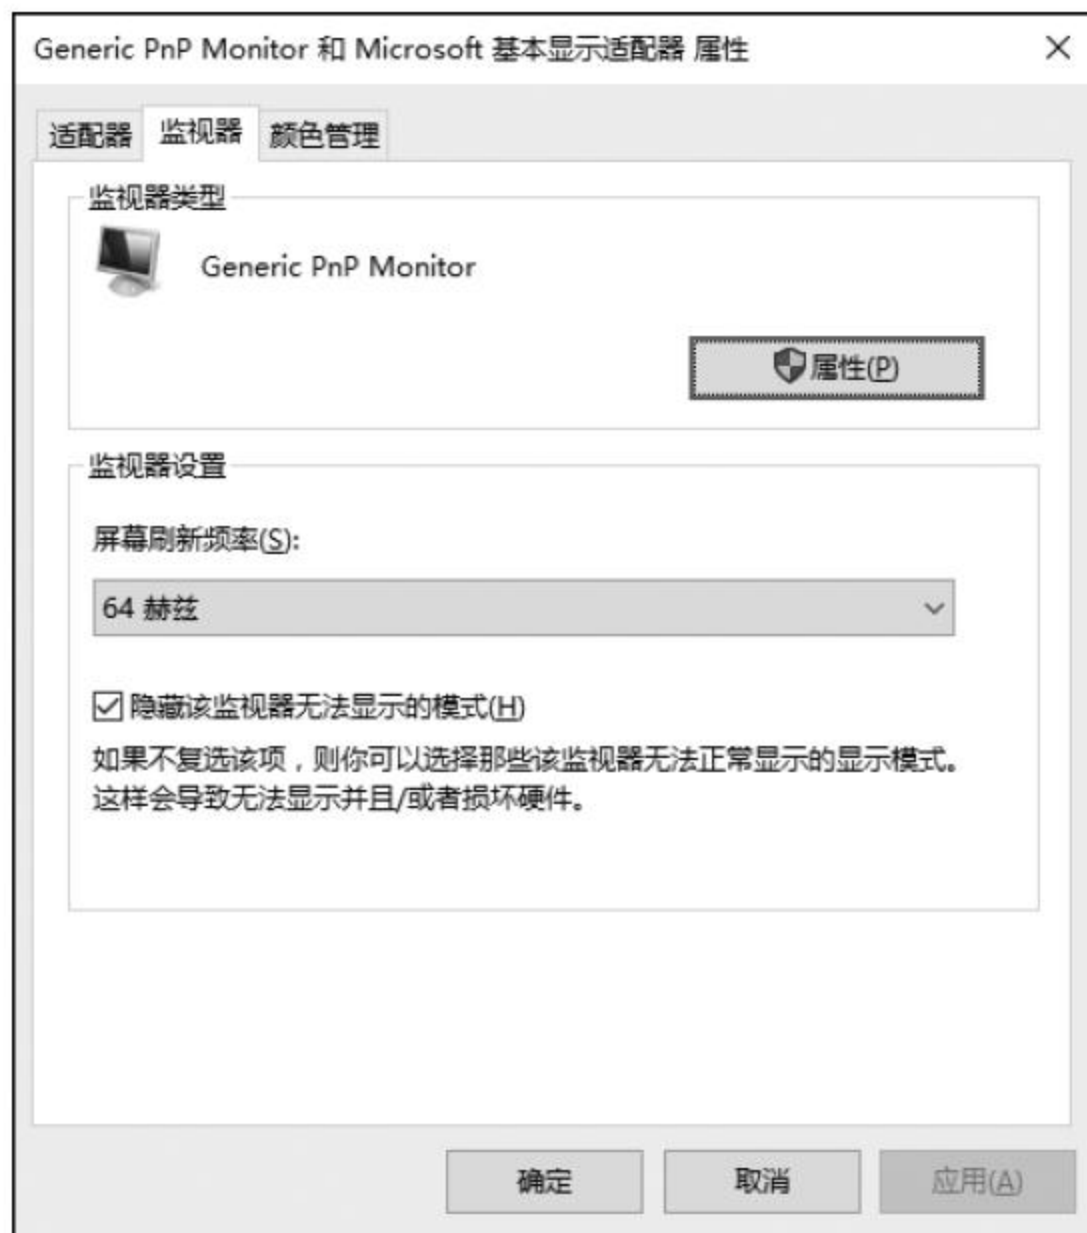 Generic PnP Monitor 和 Microsoft 基本显示适配器 属性
适配器 监视器 颜色管理
监视器类型
Generic PnP Monitor
属性(P)
监视器设置
屏幕刷新频率(S):
64 赫兹
隐藏该监视器无法显示的模式(H)
如果不复选该项，则你可以选择那些该监视器无法正常显示的显示模式。
这样会导致无法显示并且/或者损坏硬件。
确定 取消 应用(A)